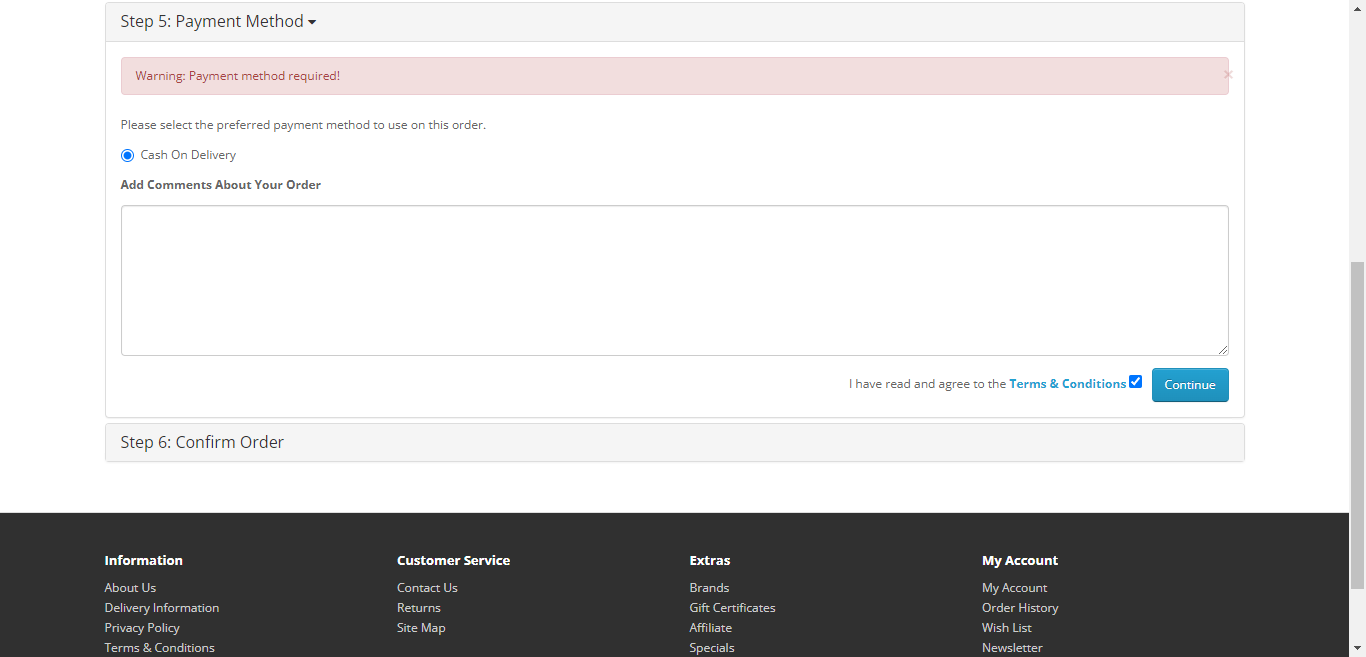 Step 5: Payment Method
Warning: Payment method required!
×
Please select the preferred payment method to use on this order.
Cash On Delivery
Add Comments About Your Order
I have read and agree to the Terms & Conditions
Continue
Step 6: Confirm Order
Information
About Us
Delivery Information
Privacy Policy
Terms & Conditions
Customer Service
Contact Us
Returns
Site Map
Extras
Brands
Gift Certificates
Affiliate
Specials
My Account
My Account
Order History
Wish List
Newsletter